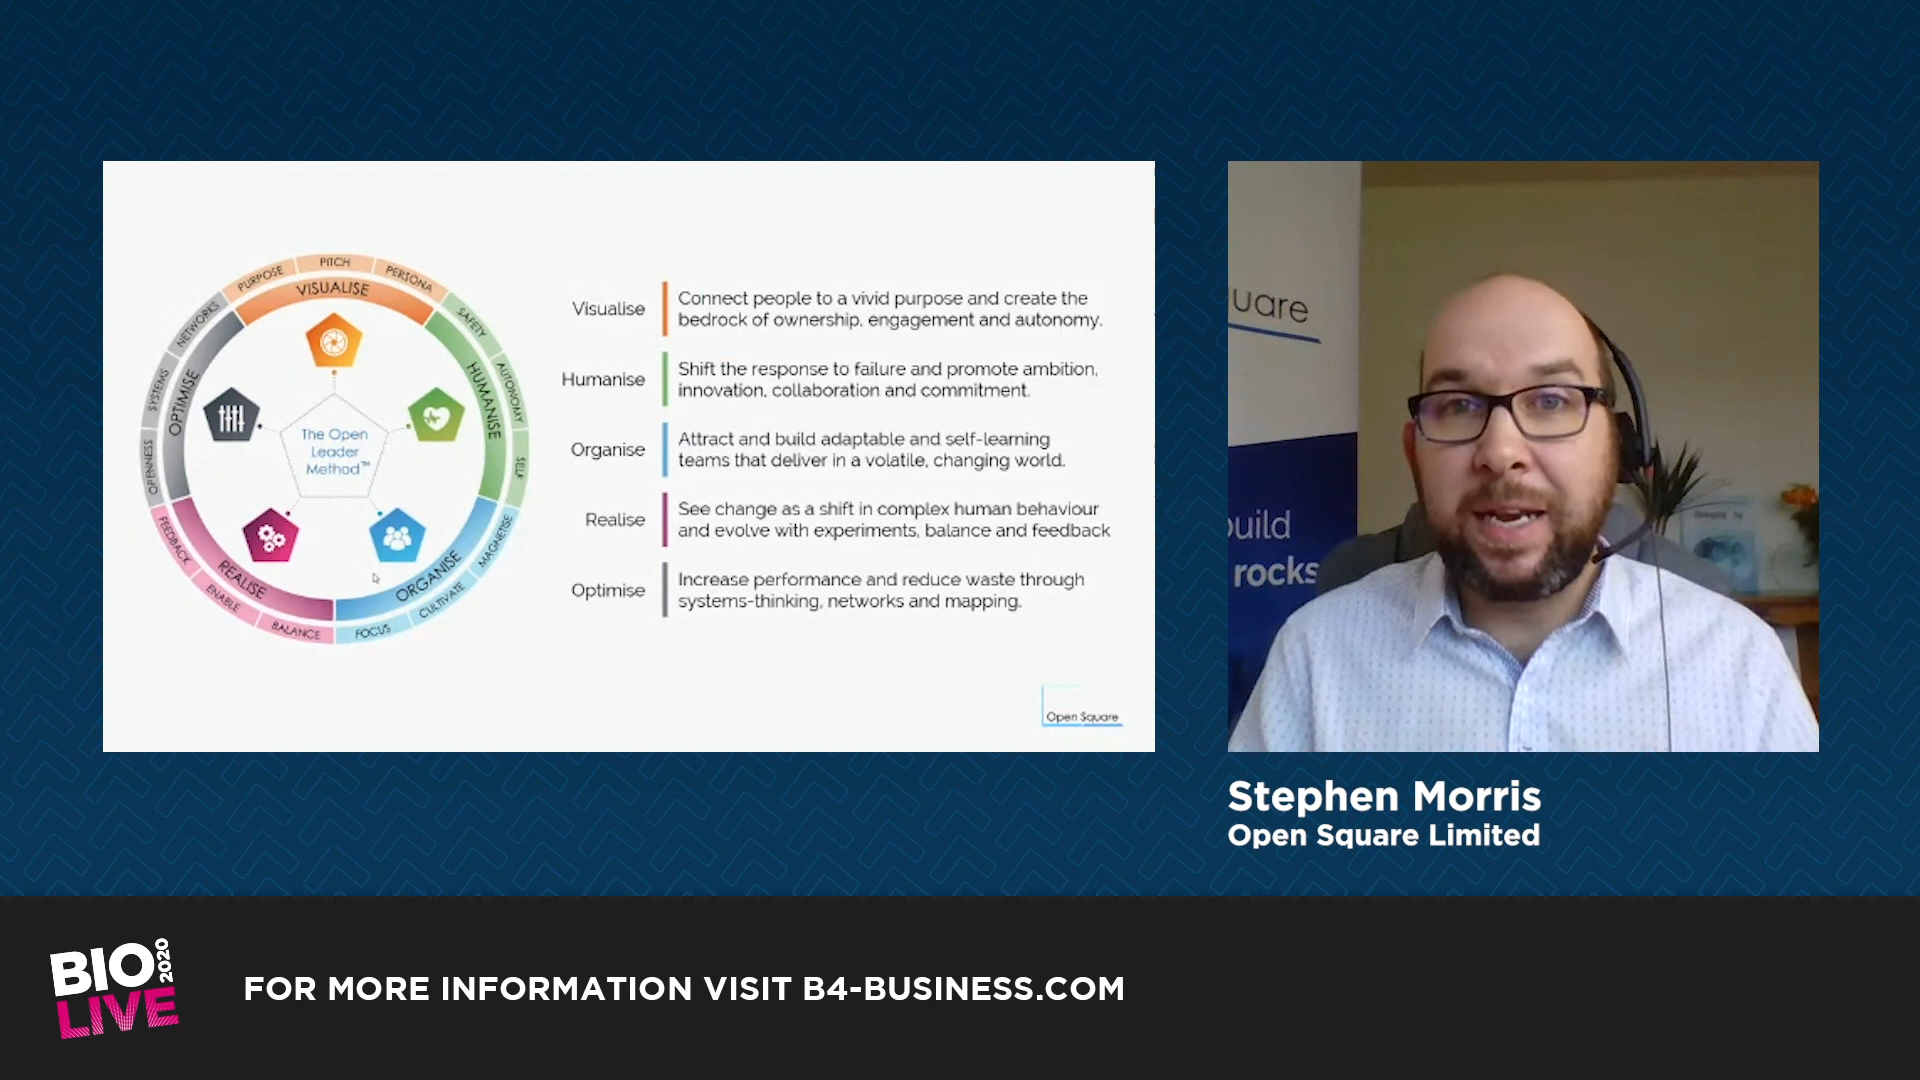 PURPOSE
PITCH
PERSONA
SAFETY
AUTONOMY
SELF
MAGNETISE
CULTIVATE
FOCUS
BALANCE
ENABLE
FEEDBACK
OPENNESS
SYSTEMS
NETWORKS
VISUALISE
HUMANISE
ORGANISE
REALISE
OPTIMISE
The Open
Leader
Method™
Visualise
Connect people to a vivid purpose and create the
bedrock of ownership, engagement and autonomy.
Humanise
Shift the response to failure and promote ambition,
innovation, collaboration and commitment.
Organise
Attract and build adaptable and self-learning
teams that deliver in a volatile, changing world.
Realise
See change as a shift in complex human behaviour
and evolve with experiments, balance and feedback
Optimise
Increase performance and reduce waste through
systems-thinking, networks and mapping.
Open Square
uare
uild
rocks
Stephen Morris
Open Square Limited
BIO 2020
LIVE
FOR MORE INFORMATION VISIT B4-BUSINESS.COM